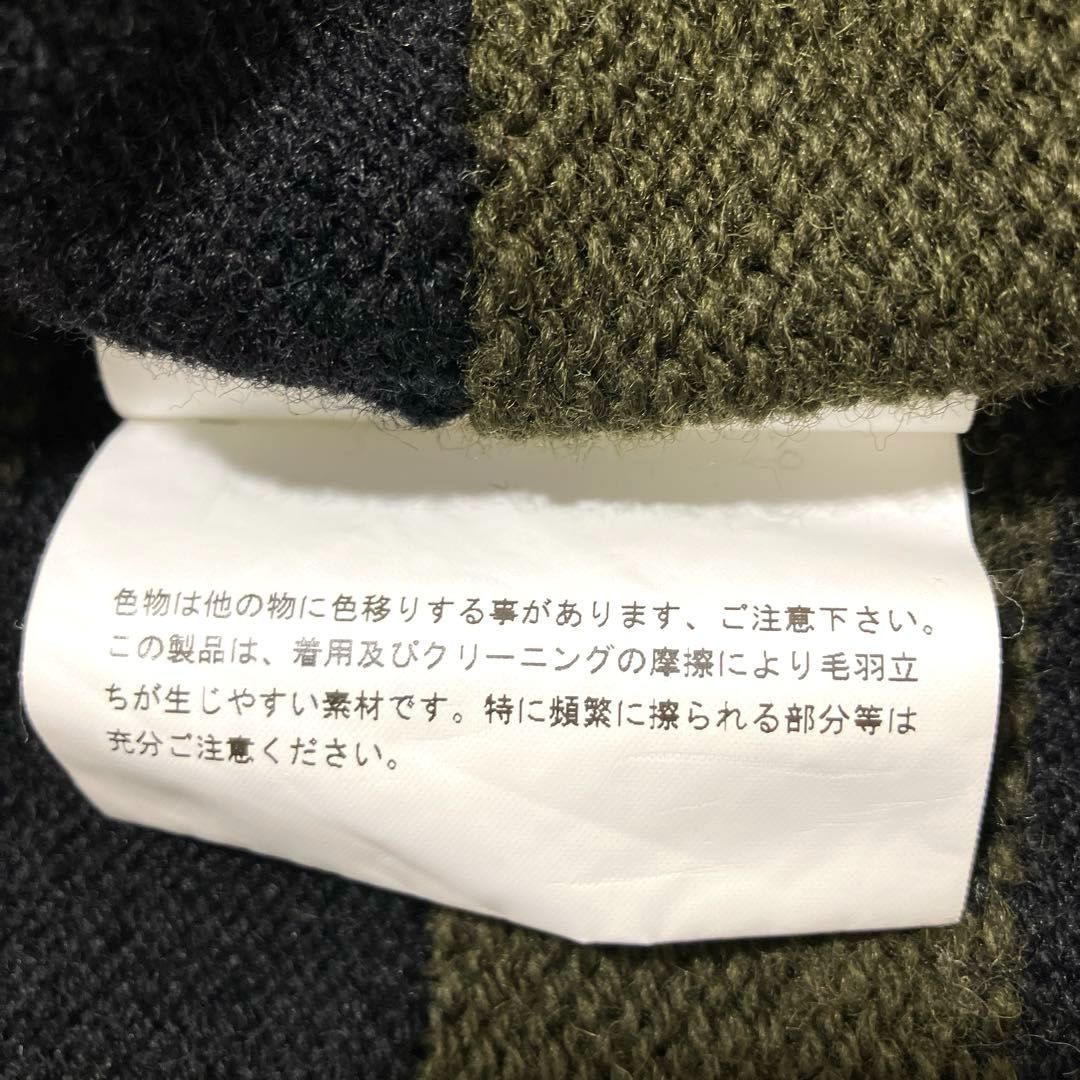 色物は他の物に色移りする事があります、ご注意下さい。
この製品は、着用及びクリーニングの摩擦により毛羽立
ちが生じやすい素材です。特に頻繁に擦られる部分等は
充分ご注意ください。